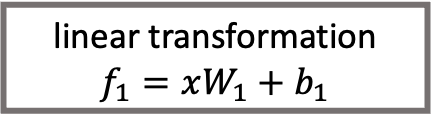 linear transformation
𝑓₁ = 𝑥𝑊₁ + 𝑏₁